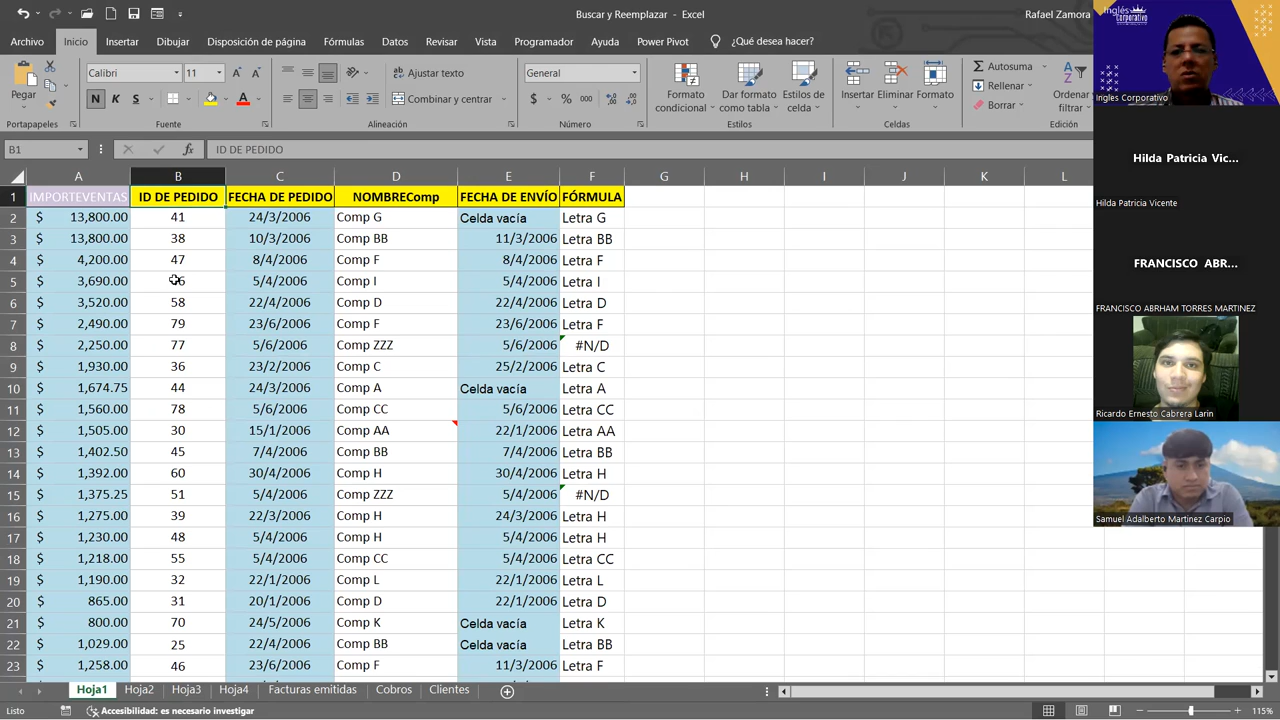 Buscar y Reemplazar - Excel
Rafael Zamora
Archivo Inicio Insertar Dibujar Disposición de página Fórmulas Datos Revisar Vista Programador Ayuda Power Pivot ¿Qué desea hacer?
Pegar
Calibri 11
N K S
Ajustar texto
Combinar y centrar
General
$ % 000
Formato condicional
Dar formato como tabla
Estilos de celda
Insertar Eliminar Formato
Autosuma
Rellenar
Borrar
Ordenar
filtrar
Portapapeles Fuente Alineación Número Estilos Celdas Edición
B1 fx ID DE PEDIDO
A B C D E F G H I J K L
1 IMPORTEVENTAS ID DE PEDIDO FECHA DE PEDIDO NOMBREComp FECHA DE ENVÍO FÓRMULA
2 $ 13,800.00 41 24/3/2006 Comp G Celda vacía Letra G
3 $ 13,800.00 38 10/3/2006 Comp BB 11/3/2006 Letra BB
4 $ 4,200.00 47 8/4/2006 Comp F 8/4/2006 Letra F
5 $ 3,690.00 5/4/2006 Comp I 5/4/2006 Letra I
6 $ 3,520.00 58 22/4/2006 Comp D 22/4/2006 Letra D
7 $ 2,490.00 79 23/6/2006 Comp F 23/6/2006 Letra F
8 $ 2,250.00 77 5/6/2006 Comp ZZZ 5/6/2006 #N/D
9 $ 1,930.00 36 23/2/2006 Comp C 25/2/2006 Letra C
10 $ 1,674.75 44 24/3/2006 Comp A Celda vacía Letra A
11 $ 1,560.00 78 5/6/2006 Comp CC 5/6/2006 Letra CC
12 $ 1,505.00 30 15/1/2006 Comp AA 22/1/2006 Letra AA
13 $ 1,402.50 45 7/4/2006 Comp BB 7/4/2006 Letra BB
14 $ 1,392.00 60 30/4/2006 Comp H 30/4/2006 Letra H
15 $ 1,375.25 51 5/4/2006 Comp ZZZ 5/4/2006 #N/D
16 $ 1,275.00 39 22/3/2006 Comp H 24/3/2006 Letra H
17 $ 1,230.00 48 5/4/2006 Comp H 5/4/2006 Letra H
18 $ 1,218.00 55 5/4/2006 Comp CC 5/4/2006 Letra CC
19 $ 1,190.00 32 22/1/2006 Comp L 22/1/2006 Letra L
20 $ 865.00 31 20/1/2006 Comp D 22/1/2006 Letra D
21 $ 800.00 70 24/5/2006 Comp K Celda vacía Letra K
22 $ 1,029.00 25 22/4/2006 Comp BB Celda vacía Letra BB
23 $ 1,258.00 46 23/6/2006 Comp F 11/3/2006 Letra F
Hoja1 Hoja2 Hoja3 Hoja4 Facturas emitidas Cobros Clientes
Listo Accesibilidad: es necesario investigar 115%
Inglés
Corporativo
Ingles Corporativo
Hilda Patricia Vic...
Hilda Patricia Vicente
FRANCISCO ABR...
FRANCISCO ABRHAM TORRES MARTINEZ
Ricardo Ernesto Cabrera Larin
Samuel Adalberto Martinez Carpio